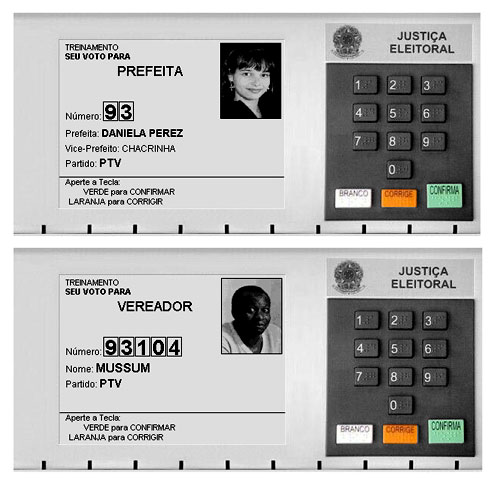 TREINAMENTO
SEU VOTO PARA
PREFEITA
Número: 93
Prefeita: DANIELA PEREZ
Vice-Prefeito: CHACRINHA
Partido: PTV
Aperte a Tecla:
VERDE para CONFIRMAR
LARANJA para CORRIGIR
JUSTIÇA
ELEITORAL
1 2 3
4 5 6
7 8 9
0
BRANCO CORRIGE CONFIRMA
TREINAMENTO
SEU VOTO PARA
VEREADOR
Número: 93104
Nome: MUSSUM
Partido: PTV
Aperte a Tecla:
VERDE para CONFIRMAR
LARANJA para CORRIGIR
JUSTIÇA
ELEITORAL
1 2 3
4 5 6
7 8 9
0
BRANCO CORRIGE CONFIRMA